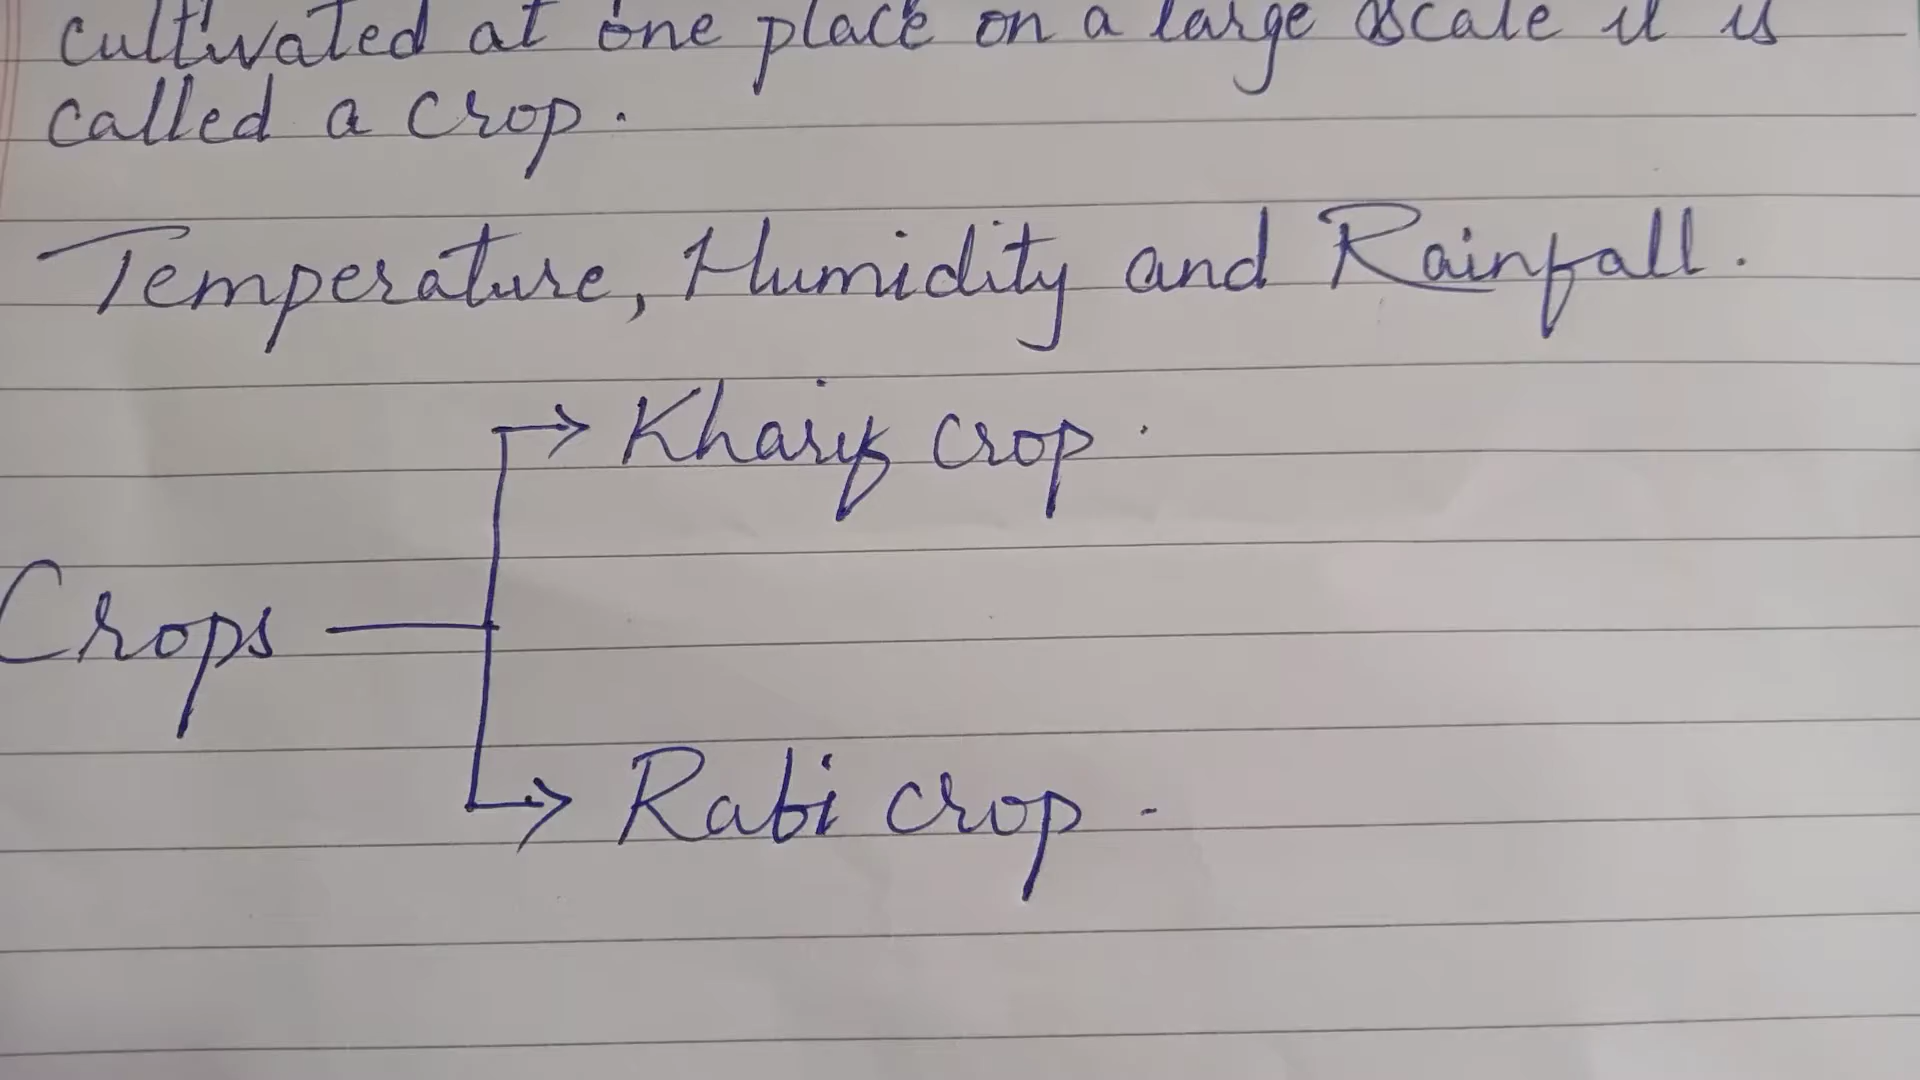 cultivated at one place on a large scale it is
called a crop.
Temperature, Humidity and Rainfall.
Kharif crop.
Crops
Rabi crop.